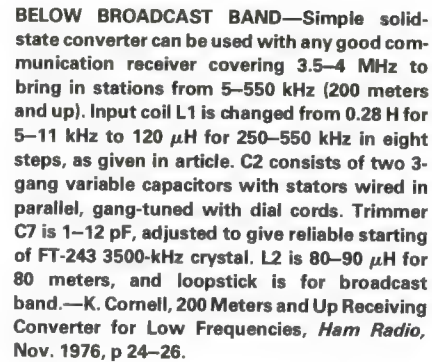 BELOW BROADCAST BAND—Simple solid-
state converter can be used with any good com-
munication receiver covering 3.5–4 MHz to
bring in stations from 5–550 kHz (200 meters
and up). Input coil L1 is changed from 0.28 H for
5–11 kHz to 120 μH for 250–550 kHz in eight
steps, as given in article. C2 consists of two 3-
gang variable capacitors with stators wired in
parallel, gang-tuned with dial cords. Trimmer
C7 is 1–12 pF, adjusted to give reliable starting
of FT-243 3500-kHz crystal. L2 is 80–90 μH for
80 meters, and loopstick is for broadcast
band.—K. Cornell, 200 Meters and Up Receiving
Converter for Low Frequencies, Ham Radio,
Nov. 1976, p 24–26.